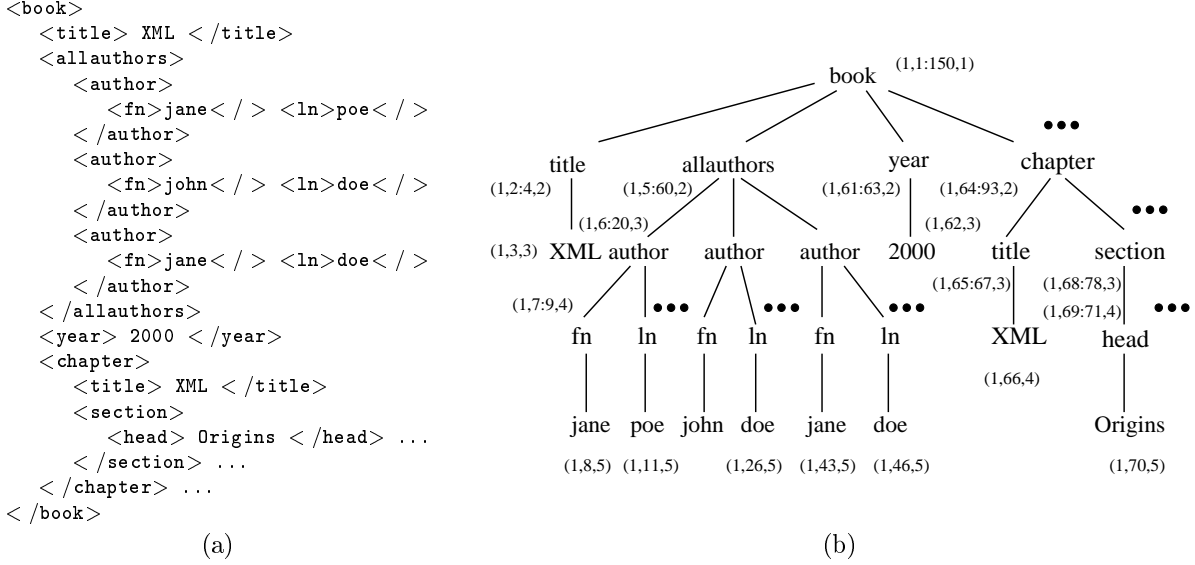 <book>
<title> XML </title>
<allauthors>
<author>
<fn>jane</ > <ln>poe</ >
</author>
<author>
<fn>john</ > <ln>doe</ >
</author>
<author>
<fn>jane</ > <ln>doe</ >
</author>
</allauthors>
<year> 2000 </year>
<chapter>
<title> XML </title>
<section>
<head> Origins </head> ...
</section> ...
</chapter> ...
</book>
(a)
book (1,1:150,1)
•••
title allauthors year chapter
(1,2:4,2) (1,5:60,2) (1,61:63,2) (1,64:93,2)
•••
(1,6:20,3) (1,62,3)
(1,3,3) XML author author author 2000 title section
(1,65:67,3) (1,68:78,3)
(1,7:9,4) ••• ••• ••• (1,69:71,4) •••
fn ln fn ln fn ln XML head
(1,66,4)
jane poe john doe jane doe Origins
(1,8,5) (1,11,5) (1,26,5) (1,43,5) (1,46,5) (1,70,5)
(b)